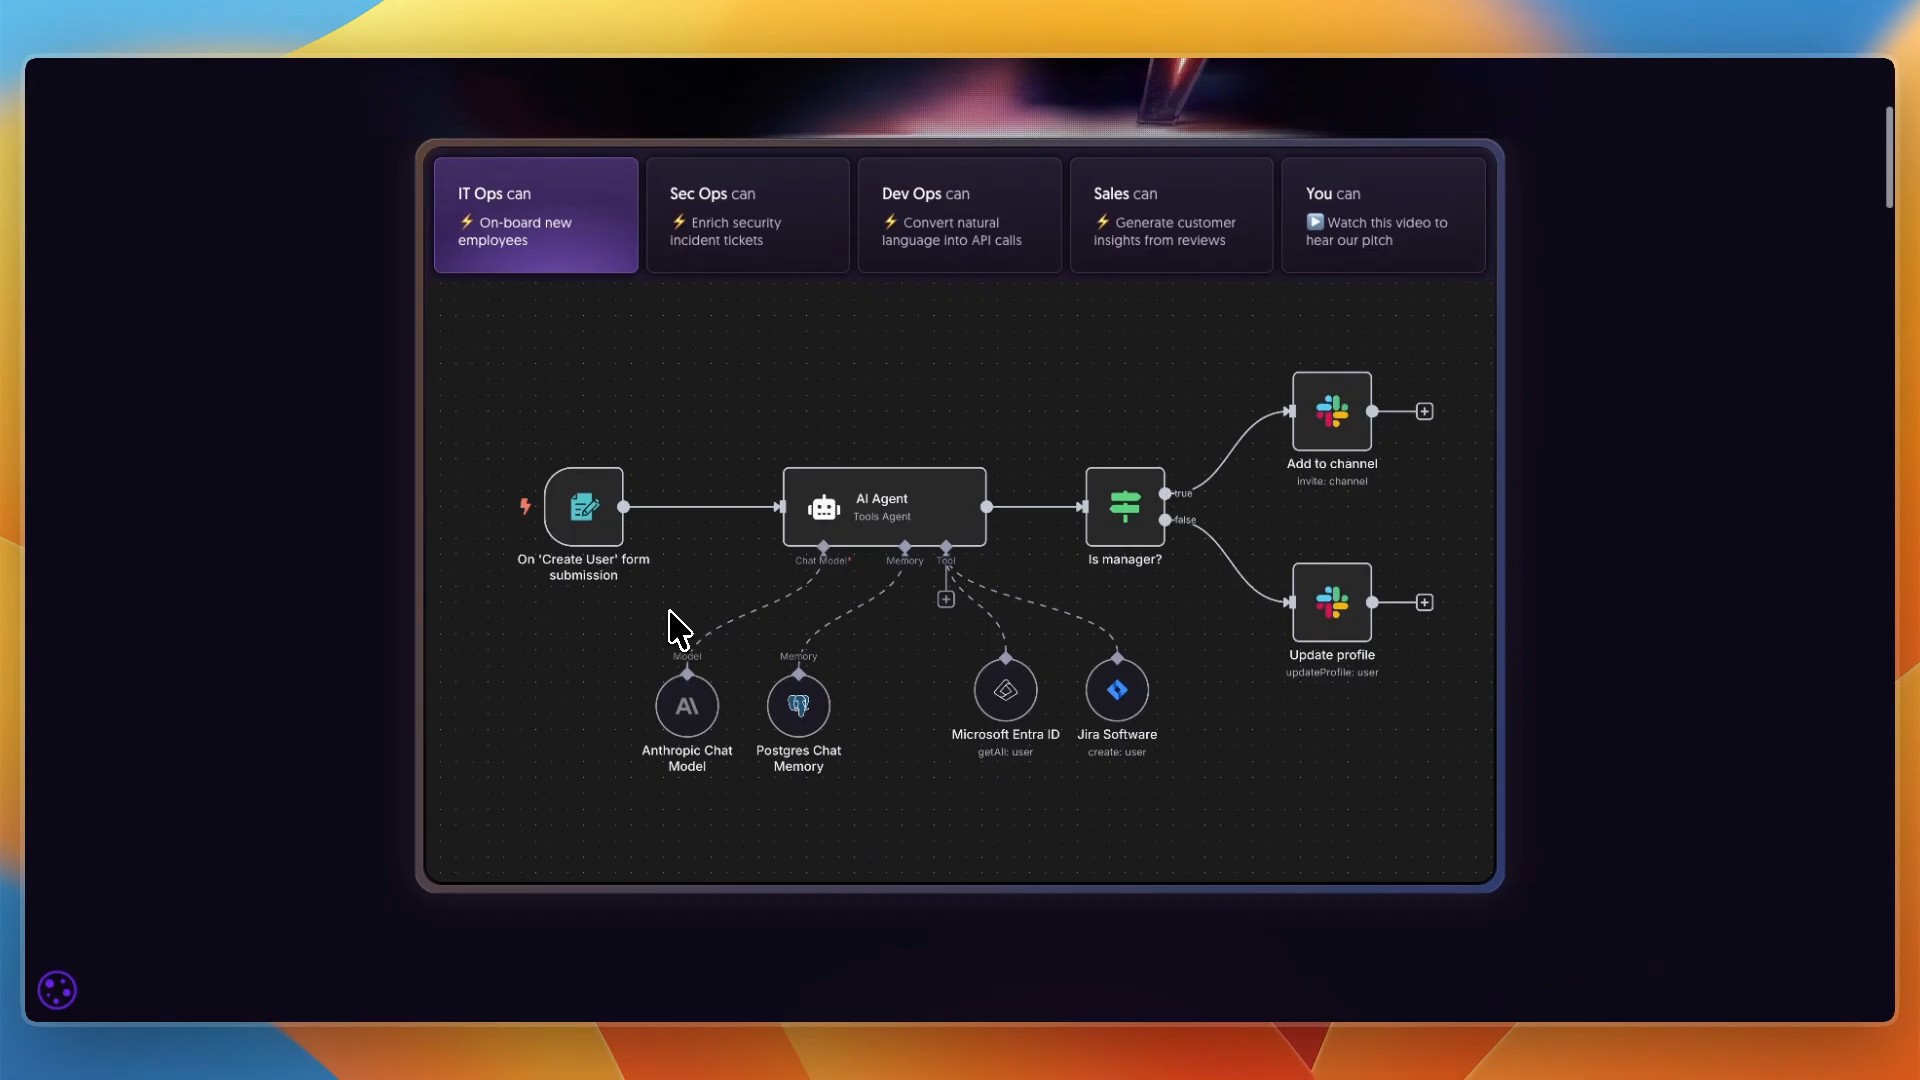 IT Ops can
⚡ On-board new
employees
Sec Ops can
⚡ Enrich security
incident tickets
Dev Ops can
⚡ Convert natural
language into API calls
Sales can
⚡ Generate customer
insights from reviews
You can
▶️ Watch this video to
hear our pitch
On 'Create User' form
submission
AI Agent
Tools Agent
Chat Model*
Memory
Tool
Is manager?
true
false
Add to channel
invite: channel
Update profile
updateProfile: user
Model
Memory
Anthropic Chat
Model
Postgres Chat
Memory
Microsoft Entra ID
getAll: user
Jira Software
create: user